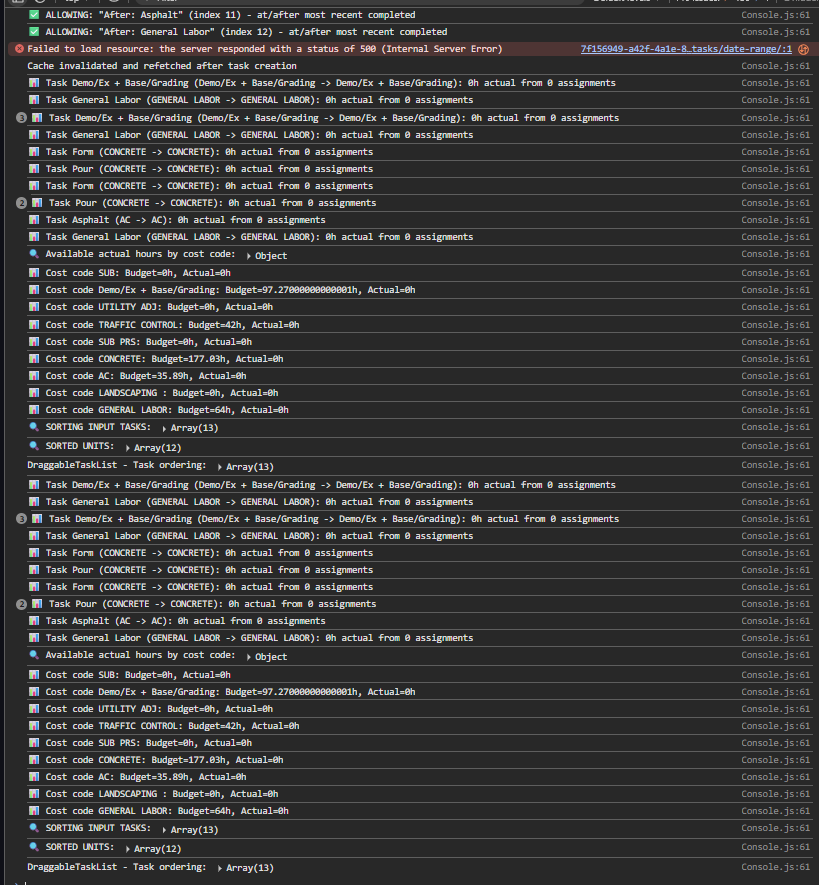 ALLOWING: "After: Asphalt" (index 11) - at/after most recent completed Console.js:61
ALLOWING: "After: General Labor" (index 12) - at/after most recent completed Console.js:61
Failed to load resource: the server responded with a status of 500 (Internal Server Error) 7f156949-a42f-4a1e-8…tasks/date-range/:1
Cache invalidated and refetched after task creation Console.js:61
Task Demo/Ex + Base/Grading (Demo/Ex + Base/Grading -> Demo/Ex + Base/Grading): 0h actual from 0 assignments Console.js:61
Task General Labor (GENERAL LABOR -> GENERAL LABOR): 0h actual from 0 assignments Console.js:61
3 Task Demo/Ex + Base/Grading (Demo/Ex + Base/Grading -> Demo/Ex + Base/Grading): 0h actual from 0 assignments Console.js:61
Task General Labor (GENERAL LABOR -> GENERAL LABOR): 0h actual from 0 assignments Console.js:61
Task Form (CONCRETE -> CONCRETE): 0h actual from 0 assignments Console.js:61
Task Pour (CONCRETE -> CONCRETE): 0h actual from 0 assignments Console.js:61
Task Form (CONCRETE -> CONCRETE): 0h actual from 0 assignments Console.js:61
2 Task Pour (CONCRETE -> CONCRETE): 0h actual from 0 assignments Console.js:61
Task Asphalt (AC -> AC): 0h actual from 0 assignments Console.js:61
Task General Labor (GENERAL LABOR -> GENERAL LABOR): 0h actual from 0 assignments Console.js:61
Available actual hours by cost code: Object Console.js:61
Cost code SUB: Budget=0h, Actual=0h Console.js:61
Cost code Demo/Ex + Base/Grading: Budget=97.27000000000001h, Actual=0h Console.js:61
Cost code UTILITY ADJ: Budget=0h, Actual=0h Console.js:61
Cost code TRAFFIC CONTROL: Budget=42h, Actual=0h Console.js:61
Cost code SUB PRS: Budget=0h, Actual=0h Console.js:61
Cost code CONCRETE: Budget=177.03h, Actual=0h Console.js:61
Cost code AC: Budget=35.89h, Actual=0h Console.js:61
Cost code LANDSCAPING : Budget=0h, Actual=0h Console.js:61
Cost code GENERAL LABOR: Budget=64h, Actual=0h Console.js:61
SORTING INPUT TASKS: Array(13) Console.js:61
SORTED UNITS: Array(12) Console.js:61
DraggableTaskList - Task ordering: Array(13) Console.js:61
Task Demo/Ex + Base/Grading (Demo/Ex + Base/Grading -> Demo/Ex + Base/Grading): 0h actual from 0 assignments Console.js:61
Task General Labor (GENERAL LABOR -> GENERAL LABOR): 0h actual from 0 assignments Console.js:61
3 Task Demo/Ex + Base/Grading (Demo/Ex + Base/Grading -> Demo/Ex + Base/Grading): 0h actual from 0 assignments Console.js:61
Task General Labor (GENERAL LABOR -> GENERAL LABOR): 0h actual from 0 assignments Console.js:61
Task Form (CONCRETE -> CONCRETE): 0h actual from 0 assignments Console.js:61
Task Pour (CONCRETE -> CONCRETE): 0h actual from 0 assignments Console.js:61
Task Form (CONCRETE -> CONCRETE): 0h actual from 0 assignments Console.js:61
2 Task Pour (CONCRETE -> CONCRETE): 0h actual from 0 assignments Console.js:61
Task Asphalt (AC -> AC): 0h actual from 0 assignments Console.js:61
Task General Labor (GENERAL LABOR -> GENERAL LABOR): 0h actual from 0 assignments Console.js:61
Available actual hours by cost code: Object Console.js:61
Cost code SUB: Budget=0h, Actual=0h Console.js:61
Cost code Demo/Ex + Base/Grading: Budget=97.27000000000001h, Actual=0h Console.js:61
Cost code UTILITY ADJ: Budget=0h, Actual=0h Console.js:61
Cost code TRAFFIC CONTROL: Budget=42h, Actual=0h Console.js:61
Cost code SUB PRS: Budget=0h, Actual=0h Console.js:61
Cost code CONCRETE: Budget=177.03h, Actual=0h Console.js:61
Cost code AC: Budget=35.89h, Actual=0h Console.js:61
Cost code LANDSCAPING : Budget=0h, Actual=0h Console.js:61
Cost code GENERAL LABOR: Budget=64h, Actual=0h Console.js:61
SORTING INPUT TASKS: Array(13) Console.js:61
SORTED UNITS: Array(12) Console.js:61
DraggableTaskList - Task ordering: Array(13) Console.js:61